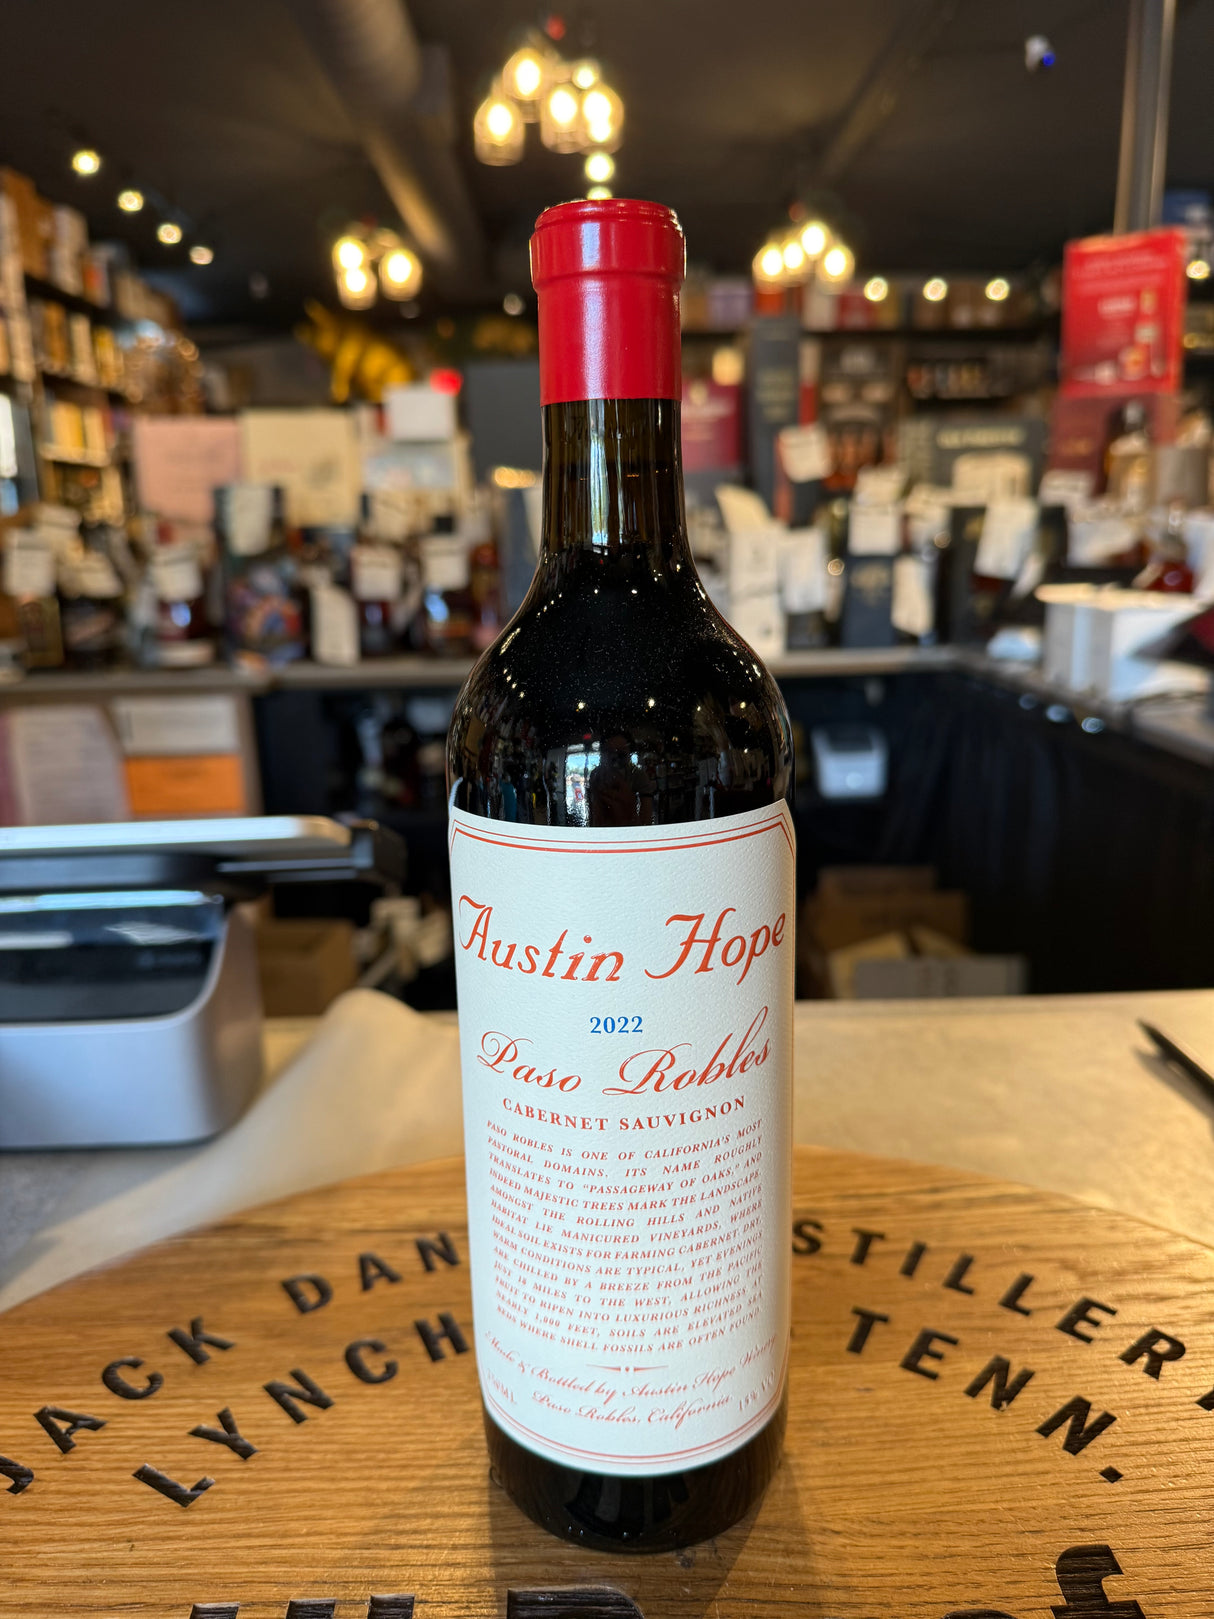 Austin Hope
2022
Paso Robles
CABERNET SAUVIGNON
PASO ROBLES IS ONE OF CALIFORNIA'S MOST
PASTORAL DOMAINS. ITS NAME ROUGHLY
TRANSLATES TO "PASSAGEWAY OF OAKS," AND
INDEED MAJESTIC TREES MARK THE LANDSCAPE.
AMONGST THE ROLLING HILLS AND NATIVE
HABITAT LIE MANICURED VINEYARDS, WHERE
IDEAL SOIL EXISTS FOR FARMING CABERNET. DRY,
WARM CONDITIONS ARE TYPICAL, YET EVENINGS
ARE CHILLED BY A BREEZE FROM THE PACIFIC
JUST 18 MILES TO THE WEST, ALLOWING THE
FRUIT TO RIPEN INTO LUXURIOUS RICHNESS. AT
NEARLY 1,000 FEET, SOILS ARE ELEVATED SEA
BEDS WHERE SHELL FOSSILS ARE OFTEN FOUND.
Made & Bottled by Austin Hope Winery
750ML Paso Robles, California 15% V/V
JACK DAN STILLERY
LYNCH TENN.